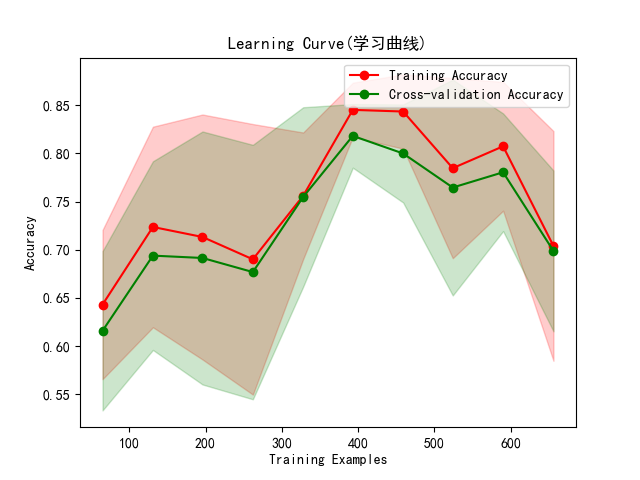 Learning Curve(学习曲线)
Training Accuracy
Cross-validation Accuracy
Accuracy
0.85
0.80
0.75
0.70
0.65
0.60
0.55
100 200 300 400 500 600
Training Examples